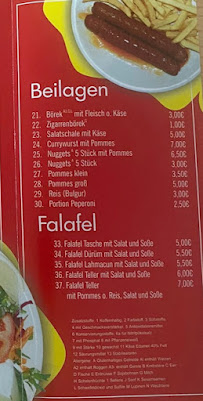 Beilagen
21. Börek mit Fleisch o. Käse 3,00€
22. Zigarrenbörek 1,00€
23. Salatschale mit Käse 5,00€
24. Currywurst mit Pommes 7,00€
25. Nuggets 5 Stück mit Pommes 6,50€
26. Nuggets 5 Stück 3,00€
27. Pommes klein 3,50€
28. Pommes groß 5,00€
29. Reis (Bulgur) 3,00€
30. Portion Peperoni 2,50€
Falafel
33. Falafel Tasche mit Salat und Soße 5,00€
34. Falafel Dürüm mit Salat und Soße 5,50€
35. Falafel Lahmacun mit Salat und Soße 5,50€
36. Falafel Teller mit Salat und Soße 6,00€
37. Falafel Teller 7,00€
mit Pommes o. Reis, Salat und Soße